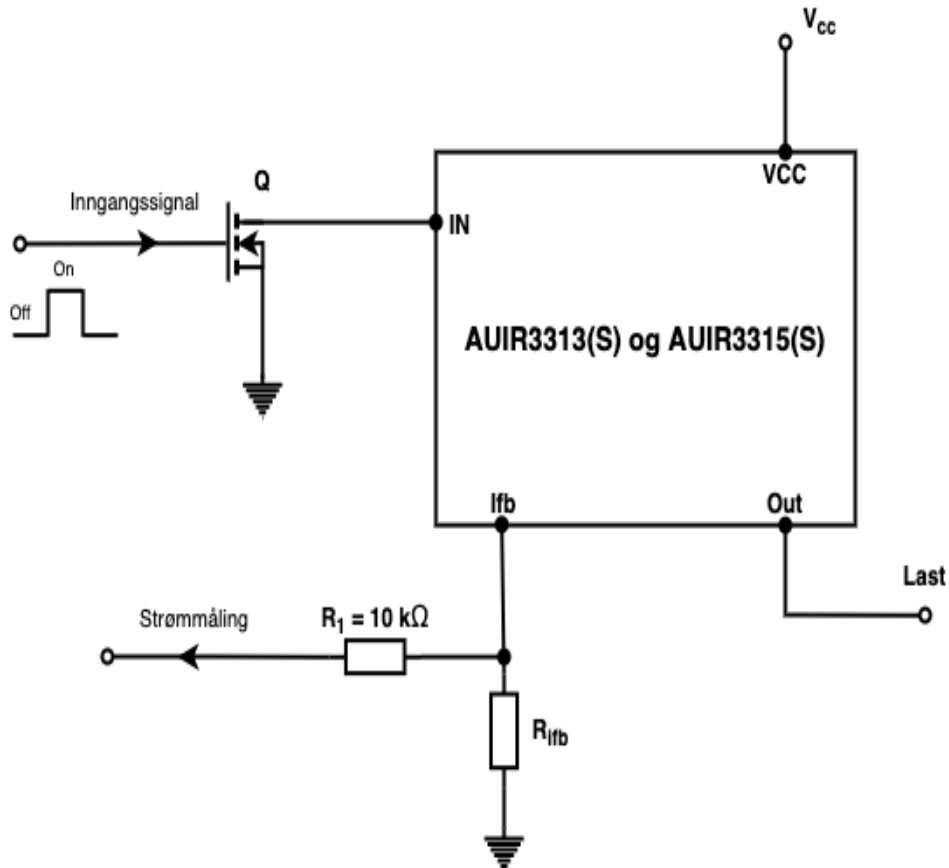 Vcc
VCC
Q
Inngangssignal
IN
On
Off
AUIR3313(S) og AUIR3315(S)
Ifb
Out
Last
Strømmåling
R1 = 10 kΩ
RIfb